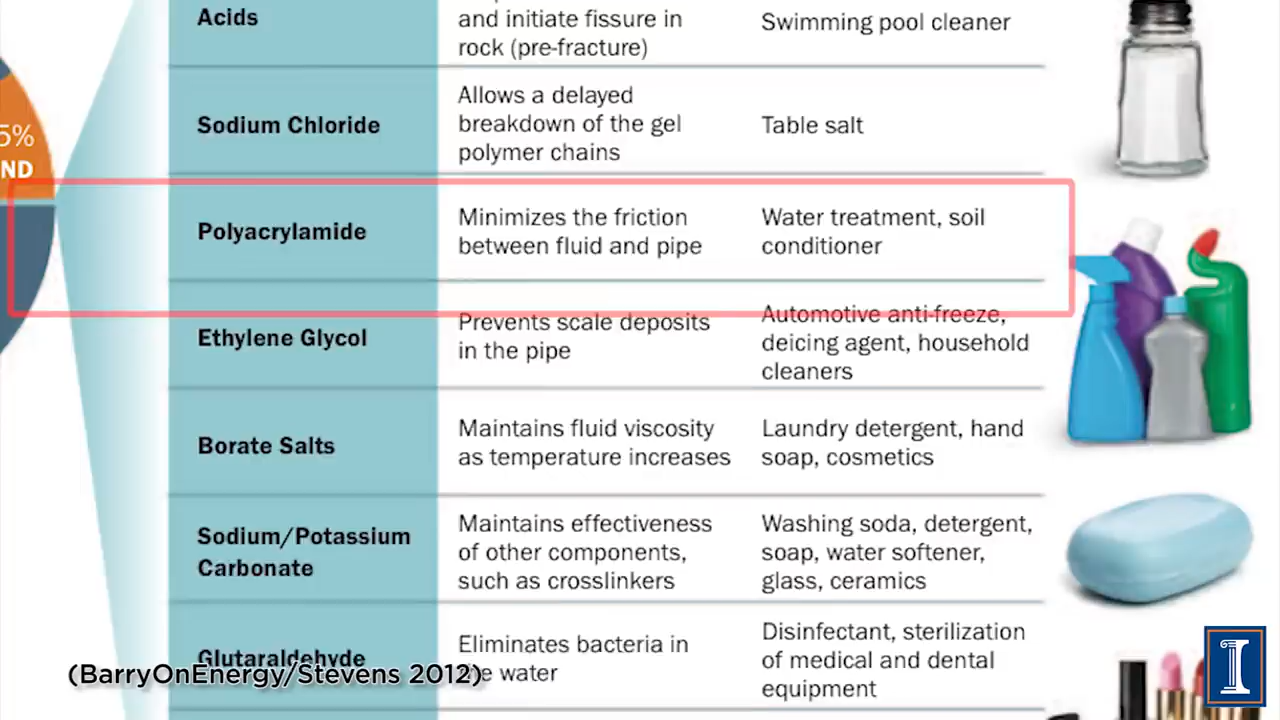 Acids
and initiate fissure in
rock (pre-fracture)
Swimming pool cleaner
5%
ND
Sodium Chloride
Allows a delayed
breakdown of the gel
polymer chains
Table salt
Polyacrylamide
Minimizes the friction
between fluid and pipe
Water treatment, soil
conditioner
Ethylene Glycol
Prevents scale deposits
in the pipe
Automotive anti-freeze,
deicing agent, household
cleaners
Borate Salts
Maintains fluid viscosity
as temperature increases
Laundry detergent, hand
soap, cosmetics
Sodium/Potassium
Carbonate
Maintains effectiveness
of other components,
such as crosslinkers
Washing soda, detergent,
soap, water softener,
glass, ceramics
Glutaraldehyde
Eliminates bacteria in
water
Disinfectant, sterilization
of medical and dental
equipment
(BarryOnEnergy/Stevens 2012)
I